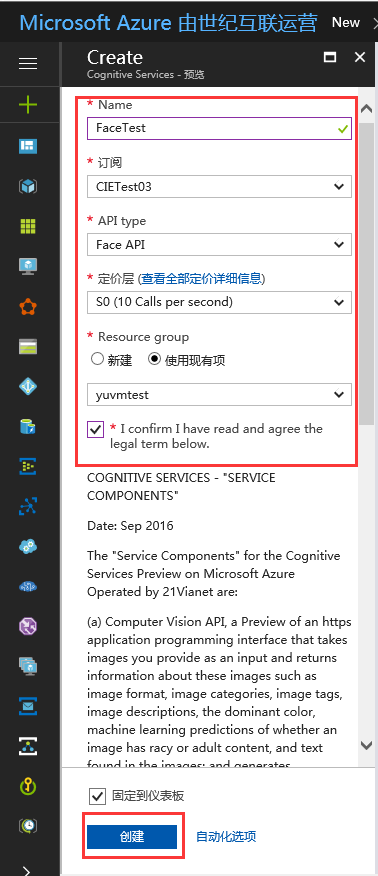 Microsoft Azure 由世纪互联运营 New
Create
Cognitive Services - 预览
* Name
FaceTest
* 订阅
CIETest03
* API type
Face API
* 定价层 (查看全部定价详细信息)
S0 (10 Calls per second)
* Resource group
新建 使用现有项
yuvmtest
* I confirm I have read and agree the
legal term below.
COGNITIVE SERVICES - "SERVICE
COMPONENTS"
Date: Sep 2016
The "Service Components" for the Cognitive
Services Preview on Microsoft Azure
Operated by 21Vianet are:
(a) Computer Vision API, a Preview of an https
application programming interface that takes
images you provide as an input and returns
information about these images such as
image format, image categories, image tags,
image descriptions, the dominant color,
machine learning predictions of whether an
image has racy or adult content, and text
found in the images; and generates
固定到仪表板
创建 自动化选项